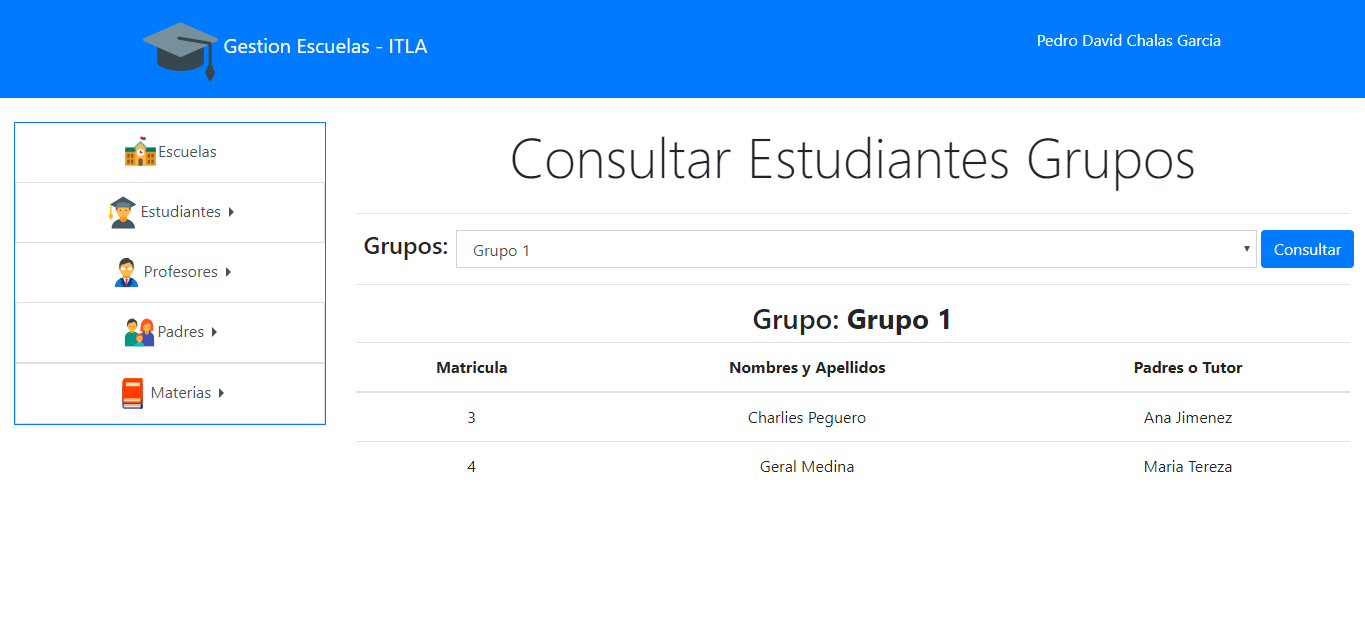 Gestion Escuelas - ITLA
Pedro David Chalas Garcia
Escuelas
Estudiantes
Profesores
Padres
Materias
Consultar Estudiantes Grupos
Grupos: Grupo 1 Consultar
Grupo: Grupo 1
Matricula Nombres y Apellidos Padres o Tutor
3 Charlies Peguero Ana Jimenez
4 Geral Medina Maria Tereza